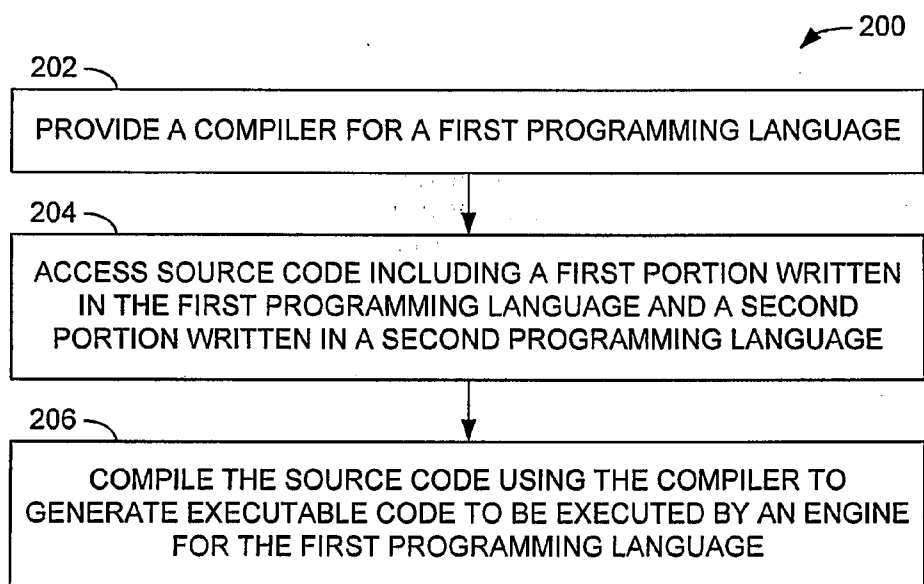 200
202
PROVIDE A COMPILER FOR A FIRST PROGRAMMING LANGUAGE
204
ACCESS SOURCE CODE INCLUDING A FIRST PORTION WRITTEN
IN THE FIRST PROGRAMMING LANGUAGE AND A SECOND
PORTION WRITTEN IN A SECOND PROGRAMMING LANGUAGE
206
COMPILE THE SOURCE CODE USING THE COMPILER TO
GENERATE EXECUTABLE CODE TO BE EXECUTED BY AN ENGINE
FOR THE FIRST PROGRAMMING LANGUAGE